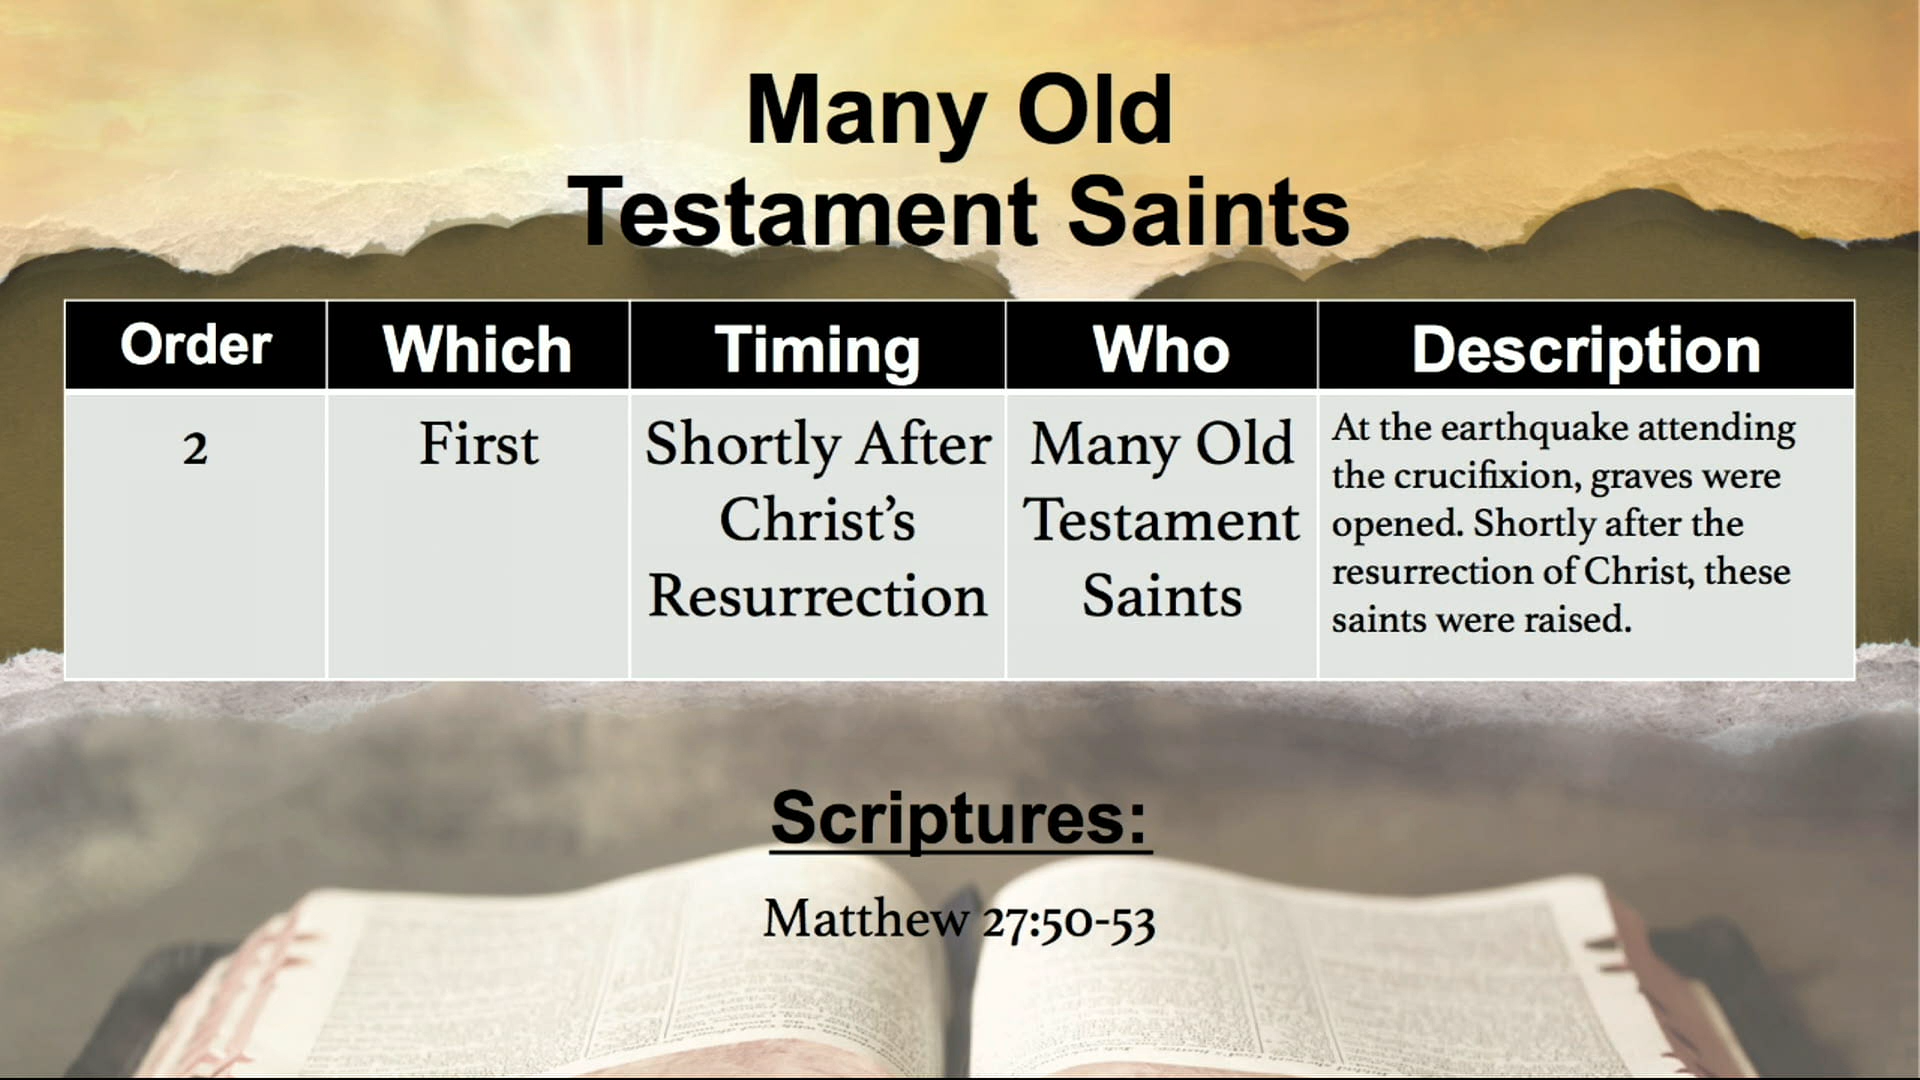 Many Old
Testament Saints
Order
Which
Timing
Who
Description
2
First
Shortly After
Christ’s
Resurrection
Many Old
Testament
Saints
At the earthquake attending
the crucifixion, graves were
opened. Shortly after the
resurrection of Christ, these
saints were raised.
Scriptures:
Matthew 27:50-53